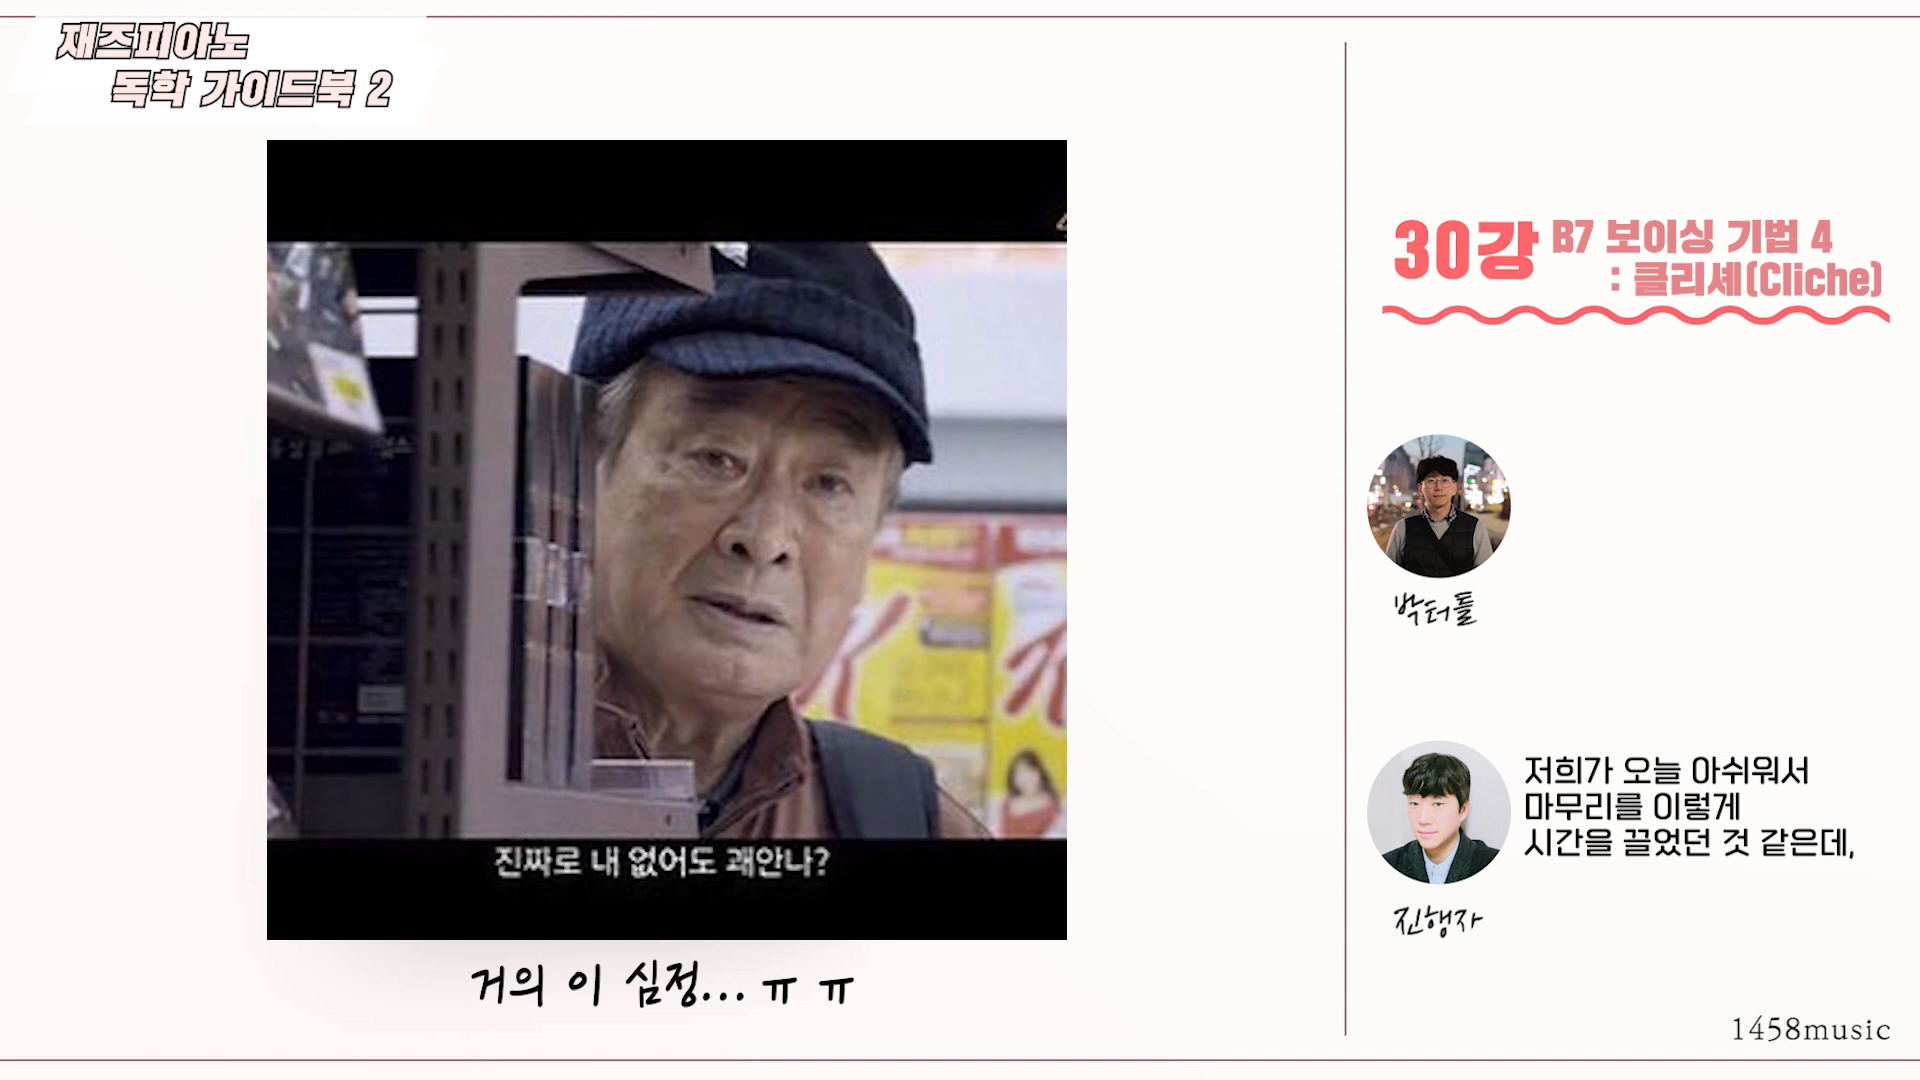 재즈피아노
독학 가이드북 2
30강 B7 보이싱 기법 4
: 클리셰(Cliche)
진짜로 내 없어도 괘안나?
거의 이 심정...ㅠㅠ
박터틀
저희가 오늘 아쉬워서
마무리를 이렇게
시간을 끌었던 것 같은데,
진행자
1458music